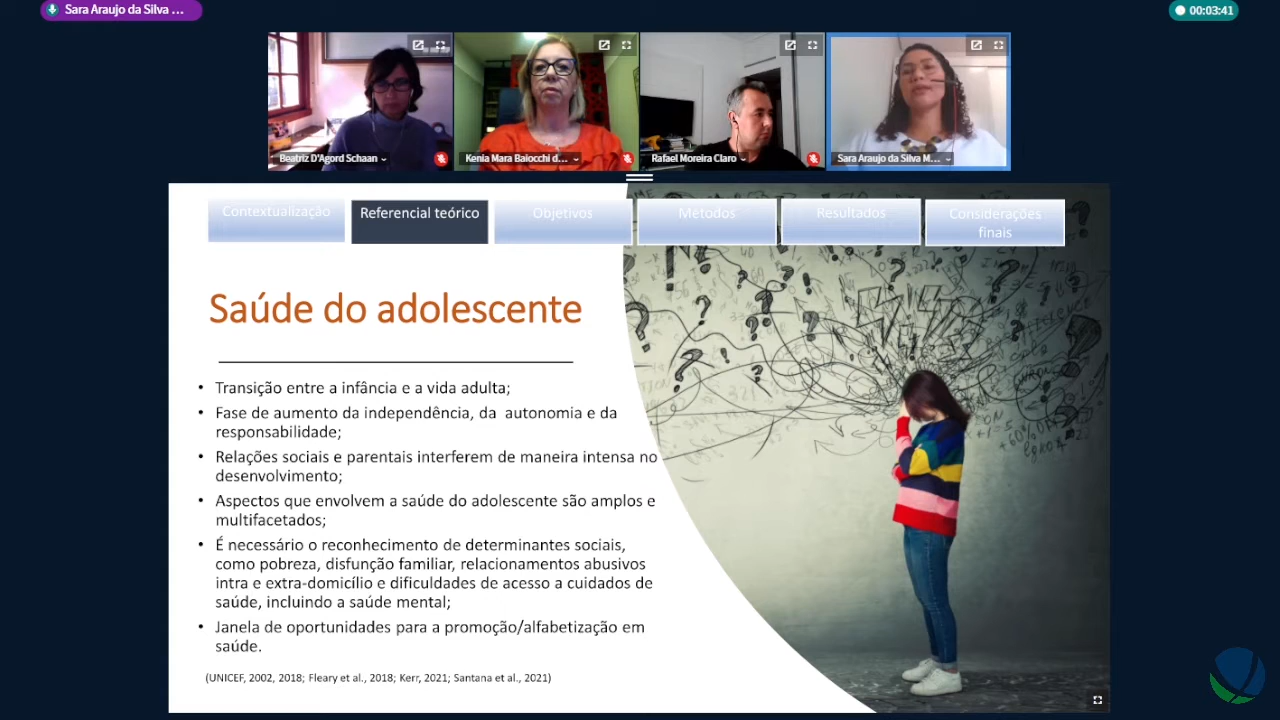 Sara Araujo da Silva ...
00:03:41
Beatriz D'Agord Schaan
Kenia Mara Baiocchi d...
Rafael Moreira Claro
Sara Araujo da Silva M...
Contextualização
Referencial teórico
Objetivos
Métodos
Resultados
Considerações
finais
Saúde do adolescente
• Transição entre a infância e a vida adulta;
• Fase de aumento da independência, da autonomia e da
responsabilidade;
• Relações sociais e parentais interferem de maneira intensa no
desenvolvimento;
• Aspectos que envolvem a saúde do adolescente são amplos e
multifacetados;
• É necessário o reconhecimento de determinantes sociais,
como pobreza, disfunção familiar, relacionamentos abusivos
intra e extra-domicílio e dificuldades de acesso a cuidados de
saúde, incluindo a saúde mental;
• Janela de oportunidades para a promoção/alfabetização em
saúde.
(UNICEF, 2002, 2018; Fleary et al., 2018; Kerr, 2021; Santana et al., 2021)